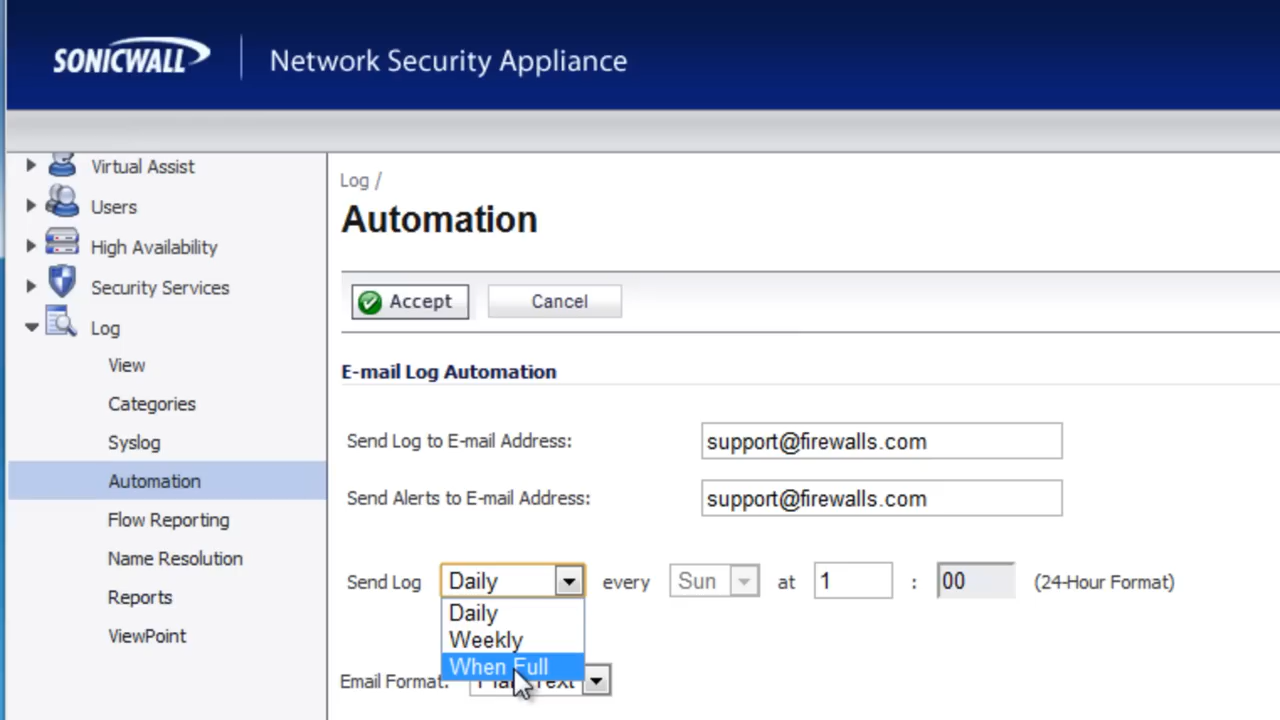 SONICWALL
Network Security Appliance
Virtual Assist
Users
High Availability
Security Services
Log
View
Categories
Syslog
Automation
Flow Reporting
Name Resolution
Reports
ViewPoint
Log /
Automation
Accept
Cancel
E-mail Log Automation
Send Log to E-mail Address: support@firewalls.com
Send Alerts to E-mail Address: support@firewalls.com
Send Log Daily every Sun at 1 : 00 (24-Hour Format)
Daily
Weekly
When Full
Email Format: Text